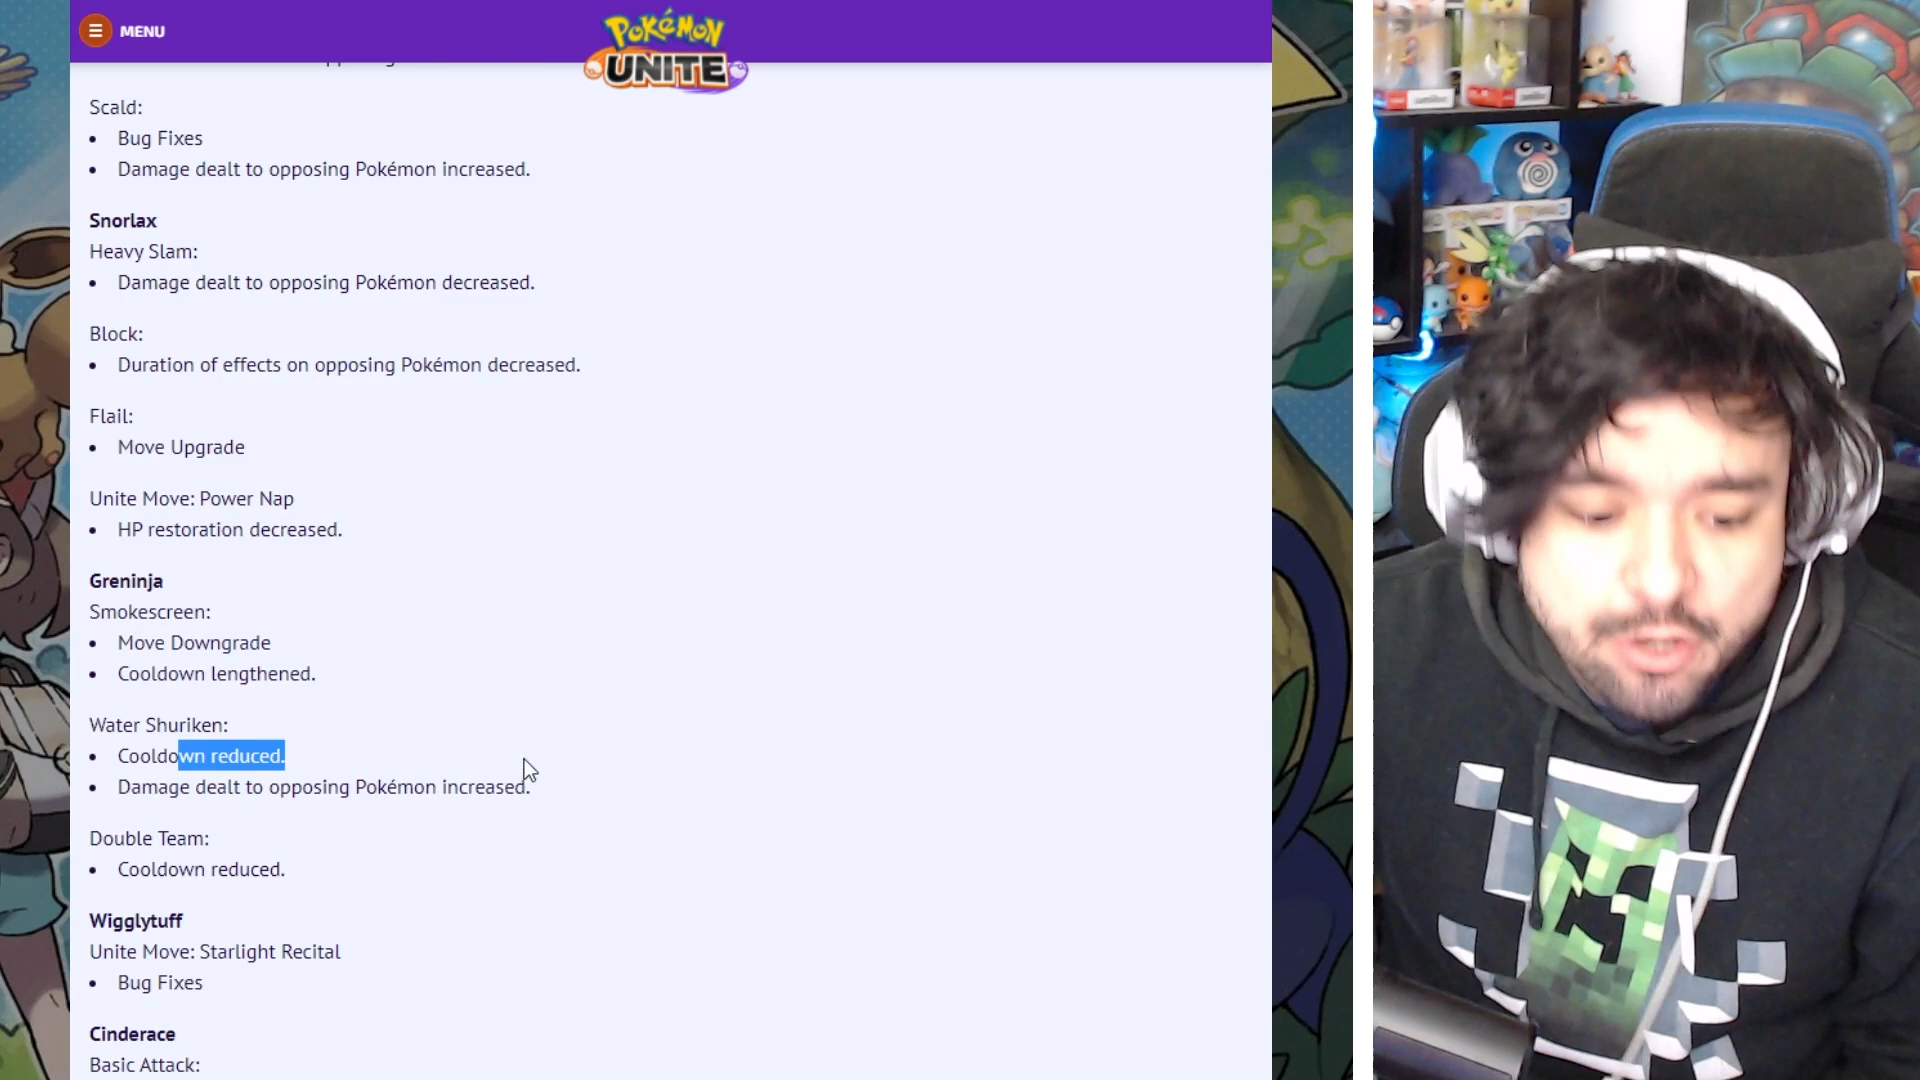 MENU
POKéMON
UNITE
Scald:
• Bug Fixes
• Damage dealt to opposing Pokémon increased.
Snorlax
Heavy Slam:
• Damage dealt to opposing Pokémon decreased.
Block:
• Duration of effects on opposing Pokémon decreased.
Flail:
• Move Upgrade
Unite Move: Power Nap
• HP restoration decreased.
Greninja
Smokescreen:
• Move Downgrade
• Cooldown lengthened.
Water Shuriken:
• Cooldown reduced.
• Damage dealt to opposing Pokémon increased.
Double Team:
• Cooldown reduced.
Wigglytuff
Unite Move: Starlight Recital
• Bug Fixes
Cinderace
Basic Attack: